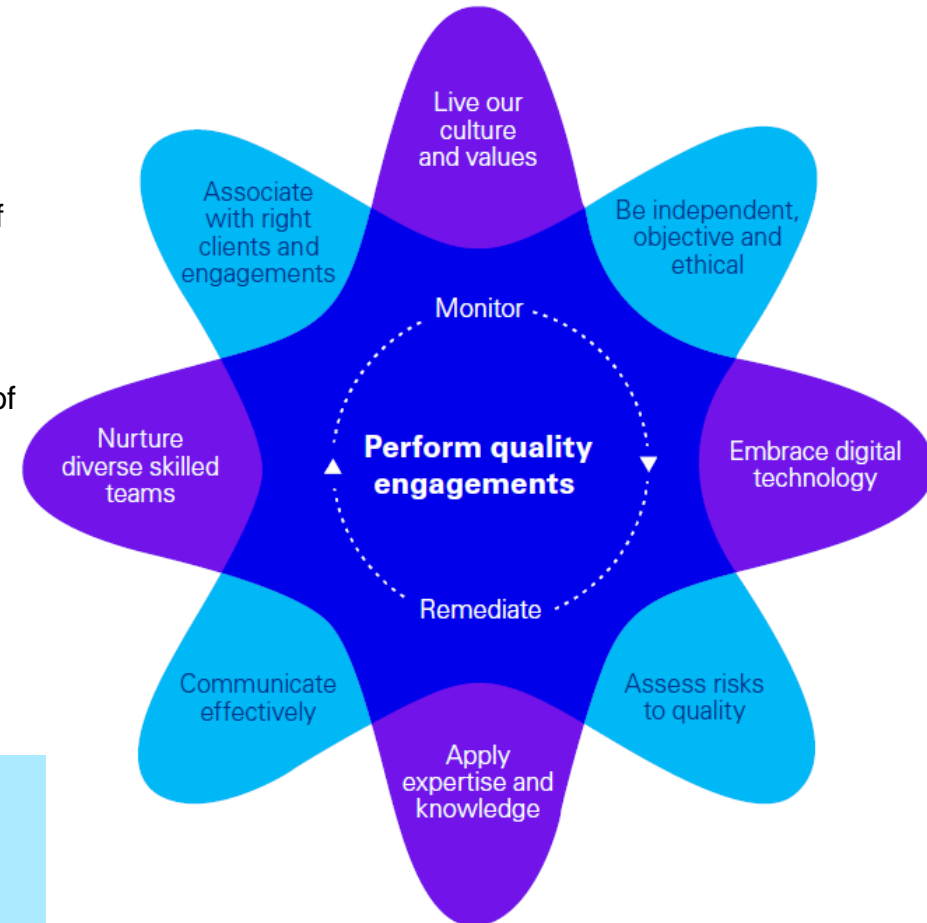 Live our
culture
and values
Associate
with right
clients and
engagements
Be independent,
objective and
ethical
f
Monitor
of
Nurture
diverse skilled
teams
Perform quality
engagements
Embrace digital
technology
Remediate
Communicate
effectively
Assess risks
to quality
Apply
expertise and
knowledge